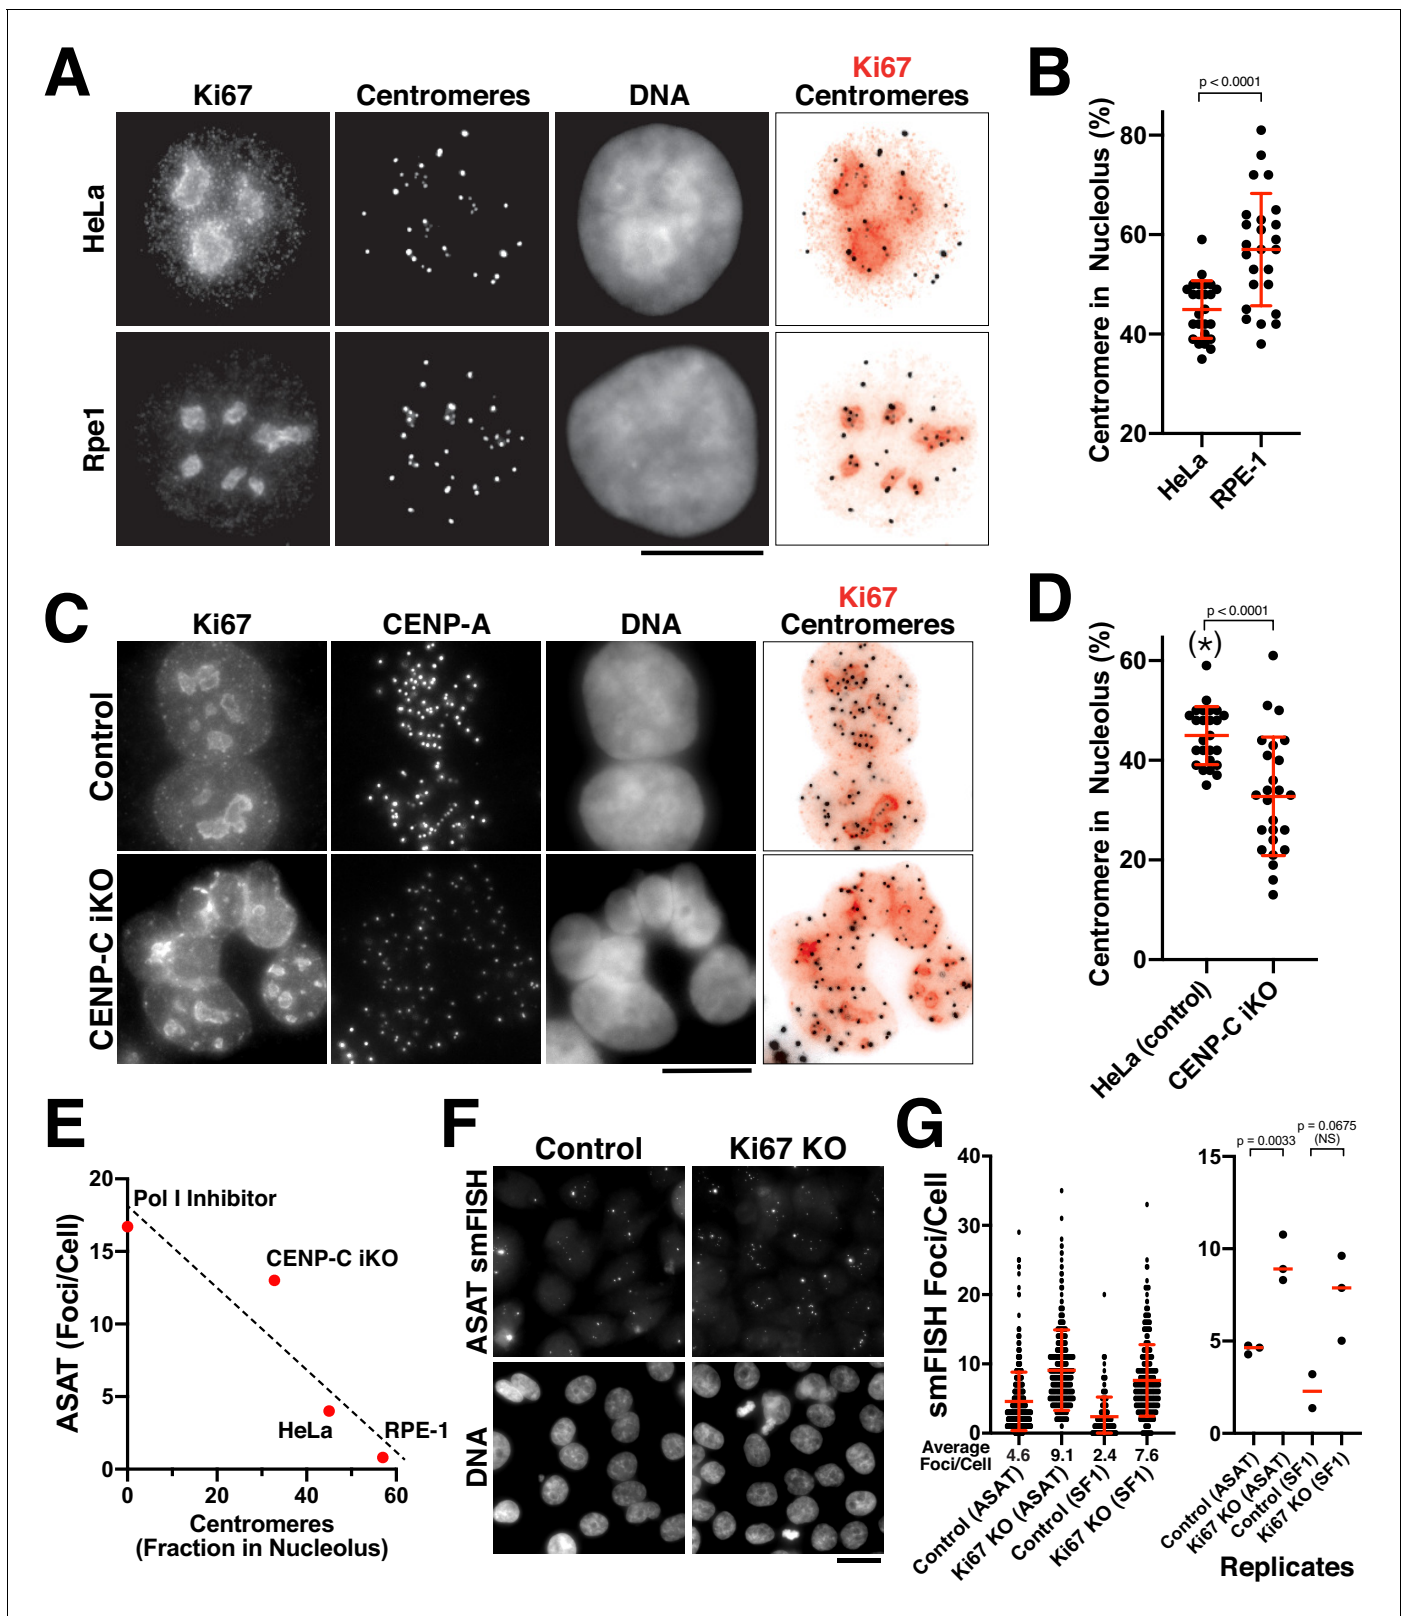 A
Ki67
Centromeres
DNA
Ki67
Centromeres
HeLa
Rpe1
B
p < 0.0001
Centromere in Nucleolus (%)
80
60
40
20
HeLa
RPE-1
C
Ki67
CENP-A
DNA
Ki67
Centromeres
Control
CENP-C iKO
D
p < 0.0001
(*)
Centromere in Nucleolus (%)
60
40
20
0
HeLa (control)
CENP-C iKO
E
ASAT (Foci/Cell)
20
15
10
5
0
Pol I Inhibitor
CENP-C iKO
HeLa
RPE-1
0
20
40
60
Centromeres
(Fraction in Nucleolus)
F
Control
Ki67 KO
ASAT smFISH
DNA
G
smFISH Foci/Cell
40
30
20
10
0
Average
Foci/Cell
4.6
9.1
2.4
7.6
Control (ASAT)
Ki67 KO (ASAT)
Control (SF1)
Ki67 KO (SF1)
p = 0.0033
p = 0.0675
(NS)
15
10
5
0
Control (ASAT)
Ki67 KO (ASAT)
Control (SF1)
Ki67 KO (SF1)
Replicates